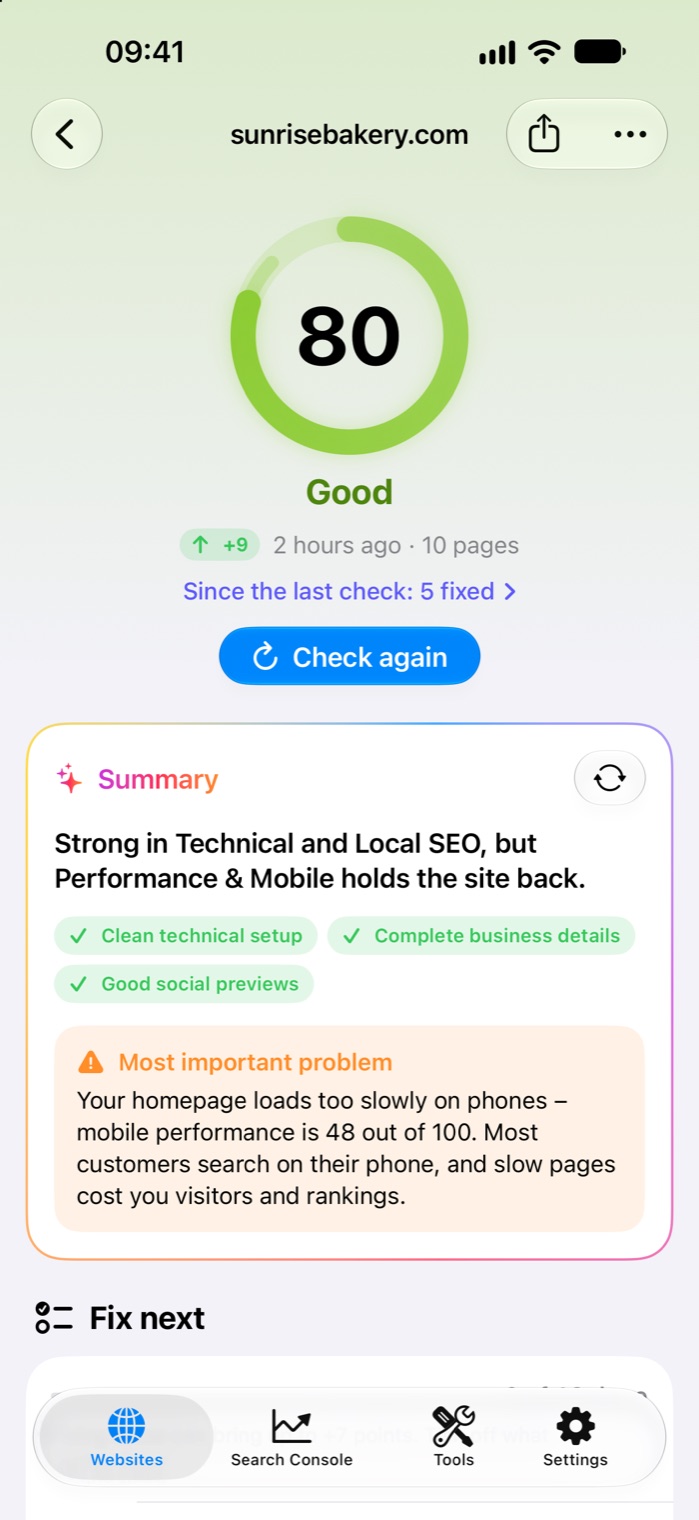 09:41
sunrisebakery.com
80
Good
+9 2 hours ago · 10 pages
Since the last check: 5 fixed
Check again
Summary
Strong in Technical and Local SEO, but
Performance & Mobile holds the site back.
Clean technical setup
Complete business details
Good social previews
Most important problem
Your homepage loads too slowly on phones –
mobile performance is 48 out of 100. Most
customers search on their phone, and slow pages
cost you visitors and rankings.
Fix next
Websites
Search Console
Tools
Settings